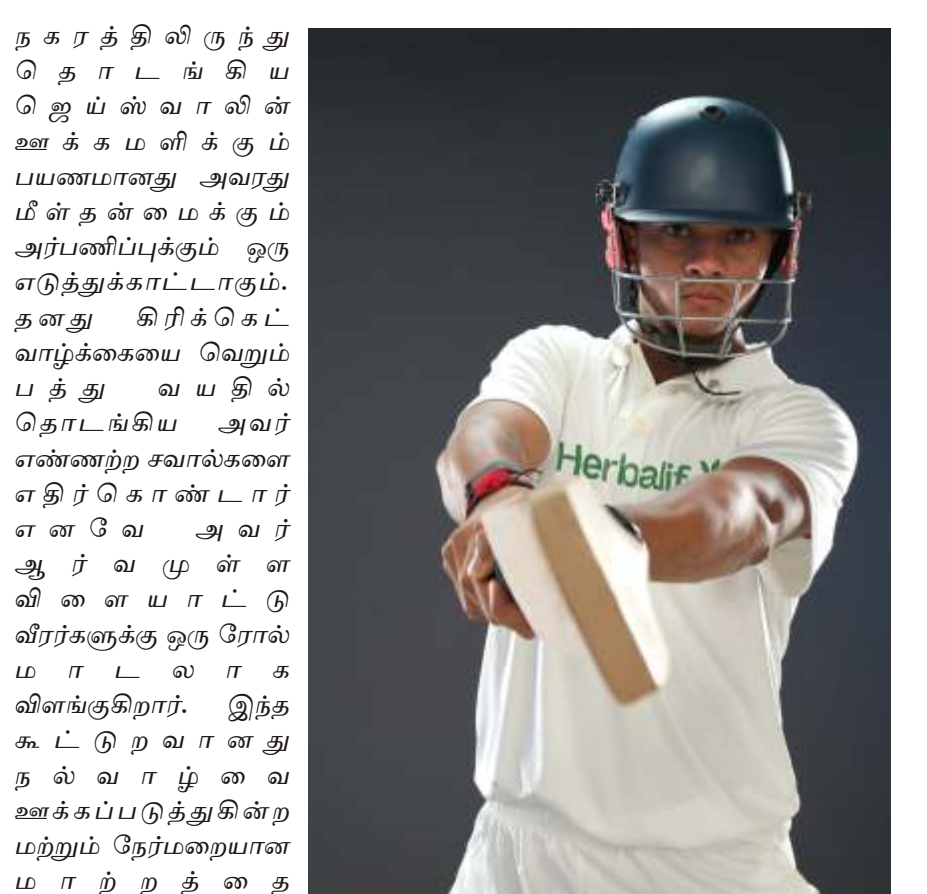 நகரத்திலிருந்து
தொடங்கிய
ஜெய்ஸ்வாலின்
ஊக்கமளிக்கும்
பயணமானது அவரது
மீள்தன்மைக்கும்
அர்பணிப்புக்கும் ஒரு
எடுத்துக்காட்டாகும்.
தனது கிரிக்கெட்
வாழ்க்கையை வெறும்
பத்து வயதில்
தொடங்கிய அவர்
எண்ணற்ற சவால்களை
எதிர்கொண்டார்
எனவே அவர்
ஆர்வமுள்ள
விளையாட்டு
வீரர்களுக்கு ஒரு ரோல்
மாடலாக
விளங்குகிறார். இந்த
கூட்டுறவானது
நல்வாழ்வை
ஊக்கப்படுத்துகின்ற
மற்றும் நேர்மறையான
மாற்றத்தை